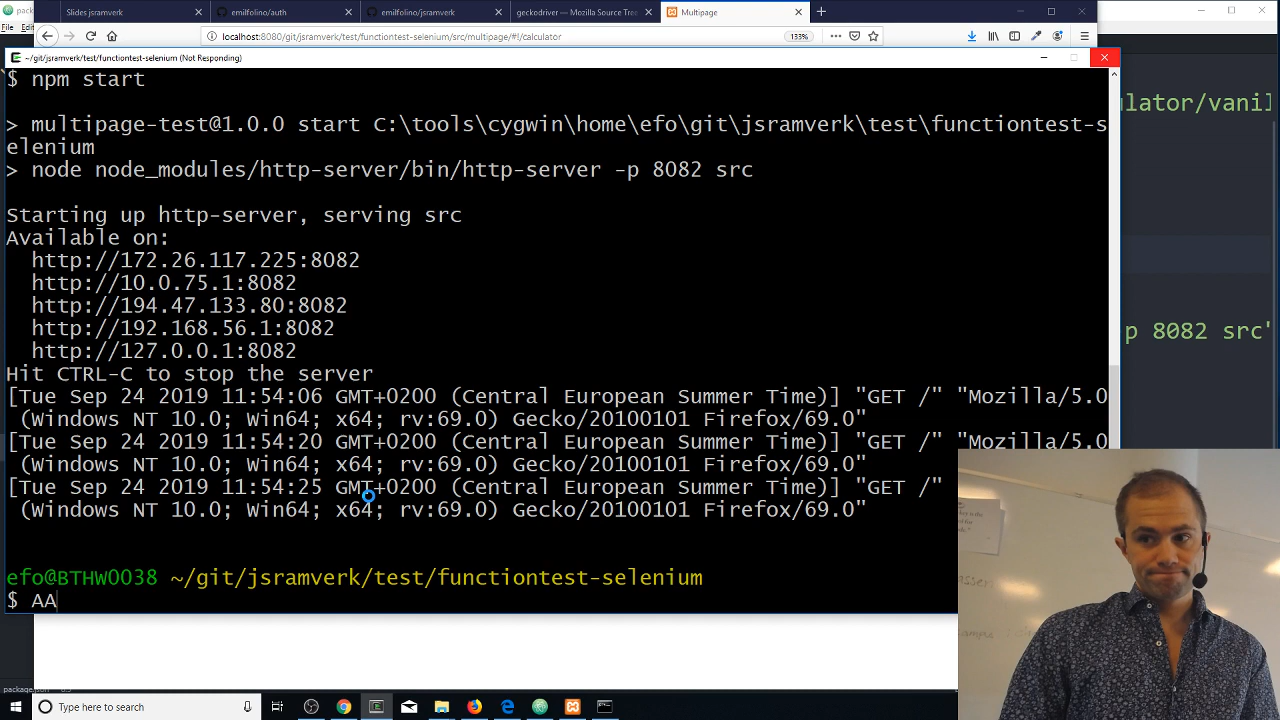 Slides jsramverk
emilfolino/auth
emilfolino/jsramverk
geckodriver — Mozilla Source Tree
Multipage
File
localhost:8080/git/jsramverk/test/functiontest-selenium/src/multipage/#!/calculator
133%
~/git/jsramverk/test/functiontest-selenium (Not Responding)
$ npm start
> multipage-test@1.0.0 start C:\tools\cygwin\home\efo\git\jsramverk\test\functiontest-s
elenium
> node node_modules/http-server/bin/http-server -p 8082 src
Starting up http-server, serving src
Available on:
http://172.26.117.225:8082
http://10.0.75.1:8082
http://194.47.133.80:8082
http://192.168.56.1:8082
http://127.0.0.1:8082
Hit CTRL-C to stop the server
[Tue Sep 24 2019 11:54:06 GMT+0200 (Central European Summer Time)] "GET /" "Mozilla/5.0
(Windows NT 10.0; Win64; x64; rv:69.0) Gecko/20100101 Firefox/69.0"
[Tue Sep 24 2019 11:54:20 GMT+0200 (Central European Summer Time)] "GET /" "Mozilla/5.0
(Windows NT 10.0; Win64; x64; rv:69.0) Gecko/20100101 Firefox/69.0"
[Tue Sep 24 2019 11:54:25 GMT+0200 (Central European Summer Time)] "GET /"
(Windows NT 10.0; Win64; x64; rv:69.0) Gecko/20100101 Firefox/69.0"
efo@BTHW0038 ~/git/jsramverk/test/functiontest-selenium
$ AA
ulator/vanil
p 8082 src"
package.js
Type here to search